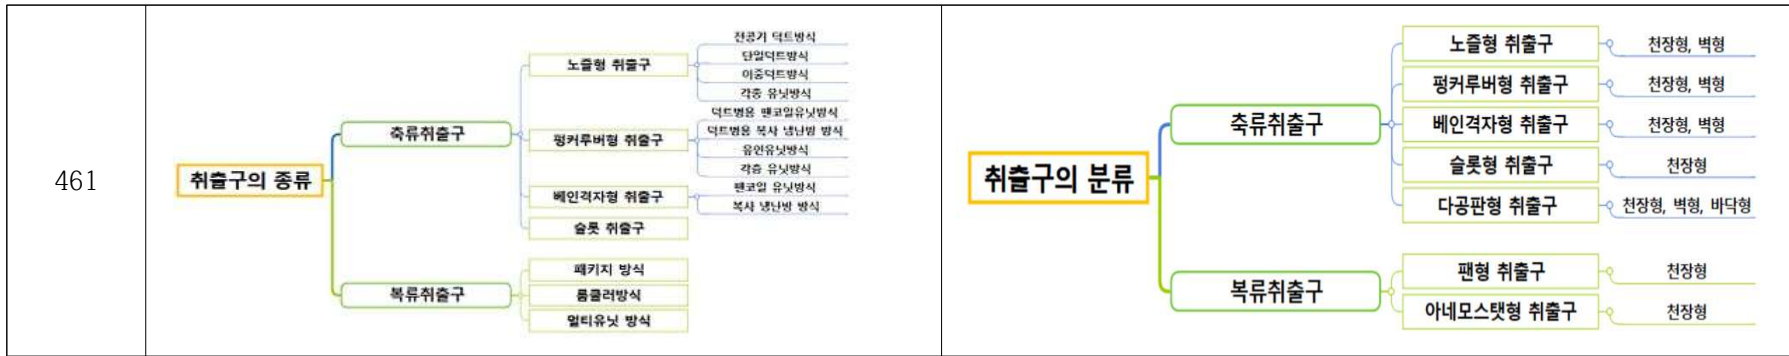 461
취출구의 종류
축류취출구
노즐형 취출구
전공기 덕트방식
단일덕트방식
이중덕트방식
각층 유닛방식
펑커루버형 취출구
덕트병용 팬코일유닛방식
덕트병용 복사 냉난방 방식
유인유닛방식
각층 유닛방식
베인격자형 취출구
팬코일 유닛방식
복사 냉난방 방식
슬롯 취출구
복류취출구
패키지 방식
룸쿨러방식
멀티유닛 방식
취출구의 분류
축류취출구
노즐형 취출구
천장형, 벽형
펑커루버형 취출구
천장형, 벽형
베인격자형 취출구
천장형, 벽형
슬롯형 취출구
천장형
다공판형 취출구
천장형, 벽형, 바닥형
복류취출구
팬형 취출구
천장형
아네모스탯형 취출구
천장형